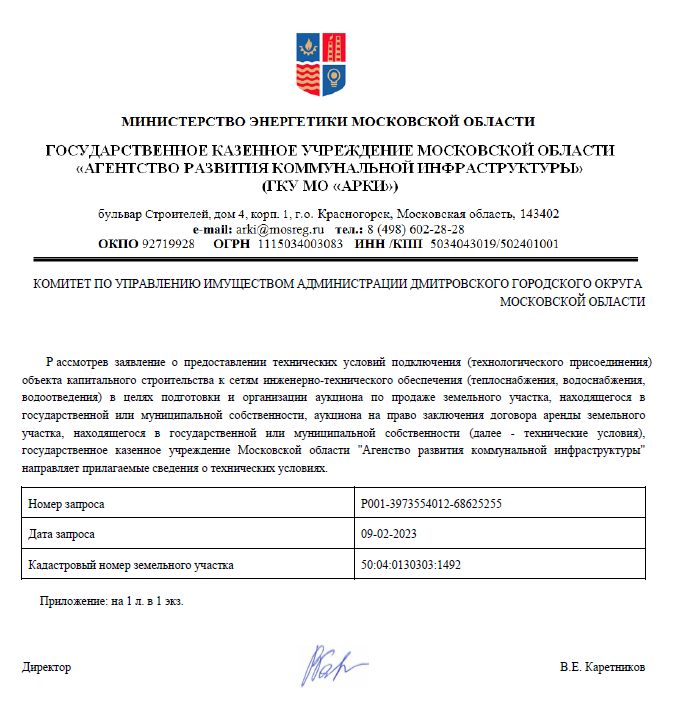 МИНИСТЕРСТВО ЭНЕРГЕТИКИ МОСКОВСКОЙ ОБЛАСТИ
ГОСУДАРСТВЕННОЕ КАЗЕННОЕ УЧРЕЖДЕНИЕ МОСКОВСКОЙ ОБЛАСТИ
«АГЕНТСТВО РАЗВИТИЯ КОММУНАЛЬНОЙ ИНФРАСТРУКТУРЫ»
(ГКУ МО «АРКИ»)
бульвар Строителей, дом 4, корп. 1, г.о. Красногорск, Московская область, 143402
e-mail: arki@mosreg.ru тел.: 8 (498) 602-28-28
ОКПО 92719928 ОГРН 1115034003083 ИНН /КПП 5034043019/502401001
КОМИТЕТ ПО УПРАВЛЕНИЮ ИМУЩЕСТВОМ АДМИНИСТРАЦИИ ДМИТРОВСКОГО ГОРОДСКОГО ОКРУГА
МОСКОВСКОЙ ОБЛАСТИ
Рассмотрев заявление о предоставлении технических условий подключения (технологического присоединения)
объекта капитального строительства к сетям инженерно-технического обеспечения (теплоснабжения, водоснабжения,
водоотведения) в целях подготовки и организации аукциона по продаже земельного участка, находящегося в
государственной или муниципальной собственности, аукциона на право заключения договора аренды земельного
участка, находящегося в государственной или муниципальной собственности (далее - технические условия),
государственное казенное учреждение Московской области "Агенство развития коммунальной инфраструктуры"
направляет прилагаемые сведения о технических условиях.
Номер запроса P001-3973554012-68625255
Дата запроса 09-02-2023
Кадастровый номер земельного участка 50:04:0130303:1492
Приложение: на 1 л. в 1 экз.
Директор В.Е. Каретников